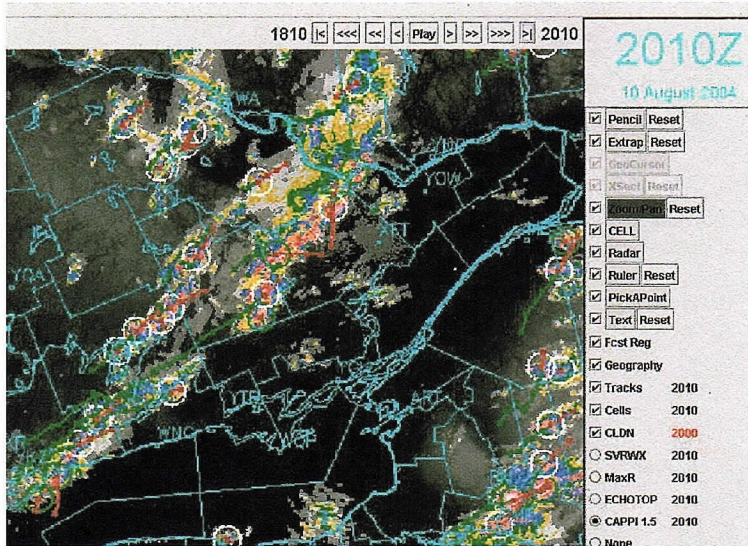 1810 |< <<< << < Play > >> >>> >| 2010
2010Z
10 August 2004
Pencil Reset
Extrap Reset
GeoCursor
XSect Reset
Zoom/Pan Reset
CELL
Radar
Ruler Reset
PickAPoint
Text Reset
Fcst Reg
Geography
Tracks 2010
Cells 2010
CLDN 2000
SVRWX 2010
MaxR 2010
ECHOTOP 2010
CAPPI 1.5 2010
None
WA
YOW
WNC